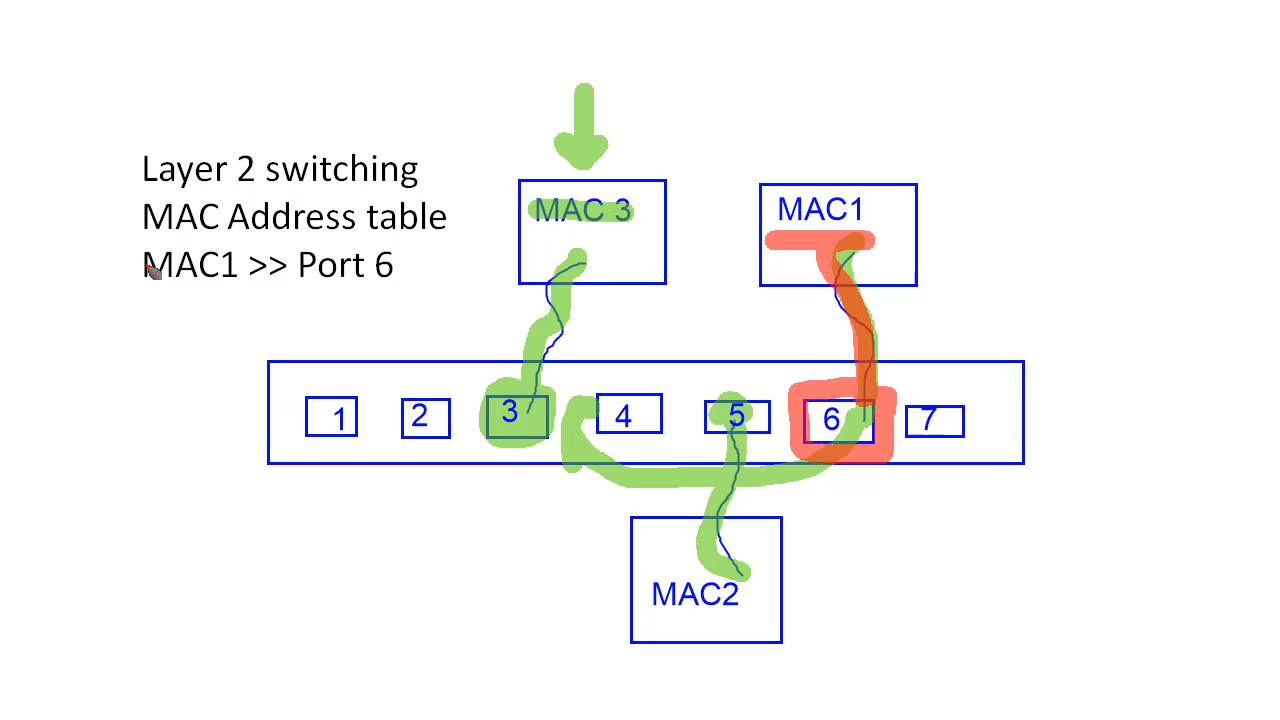 Layer 2 switching
MAC Address table
MAC1 >> Port 6
MAC 3
MAC1
1 2 3 4 5 6 7
MAC2